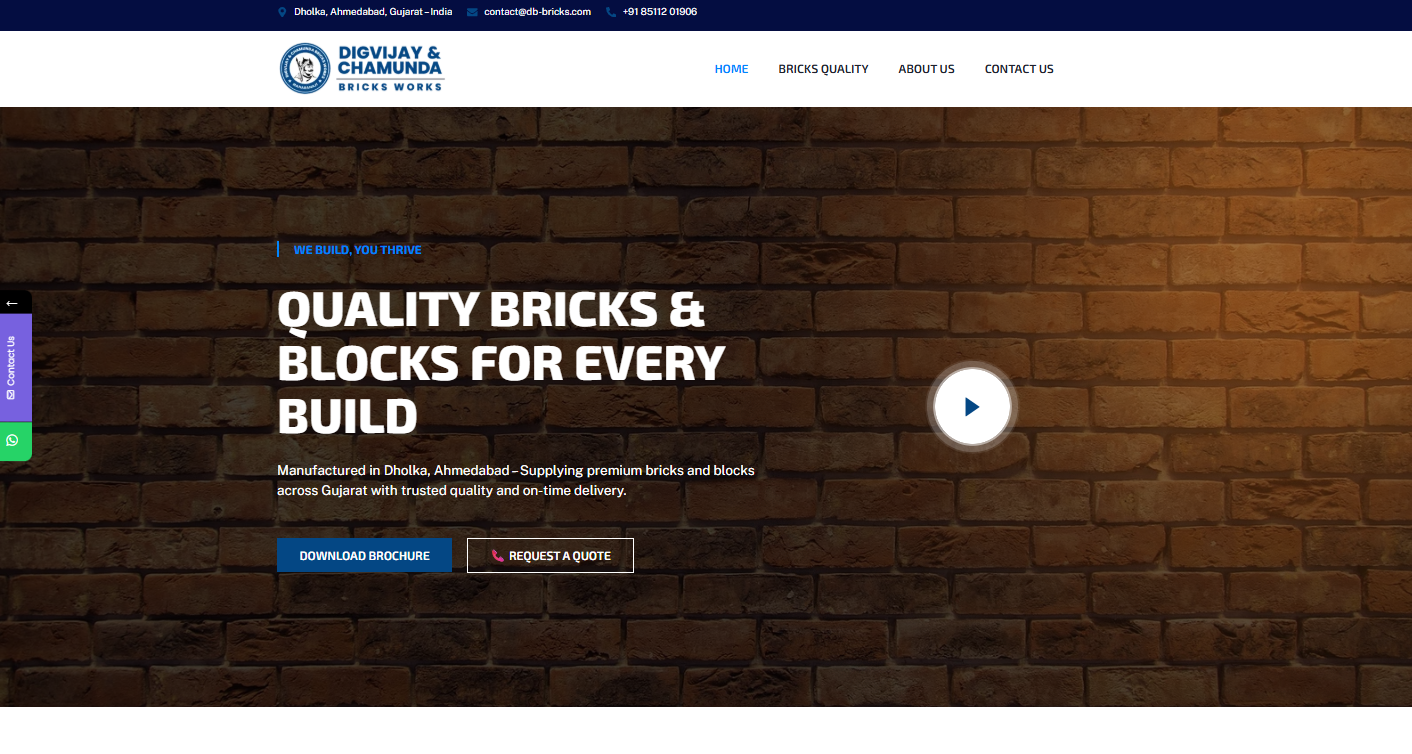 Dholka, Ahmedabad, Gujarat – India contact@db-bricks.com +91 85112 01906
DIGVIJAY &
CHAMUNDA
BRICKS WORKS
HOME BRICKS QUALITY ABOUT US CONTACT US
WE BUILD, YOU THRIVE
QUALITY BRICKS &
BLOCKS FOR EVERY
BUILD
Manufactured in Dholka, Ahmedabad – Supplying premium bricks and blocks
across Gujarat with trusted quality and on-time delivery.
DOWNLOAD BROCHURE REQUEST A QUOTE
Contact Us